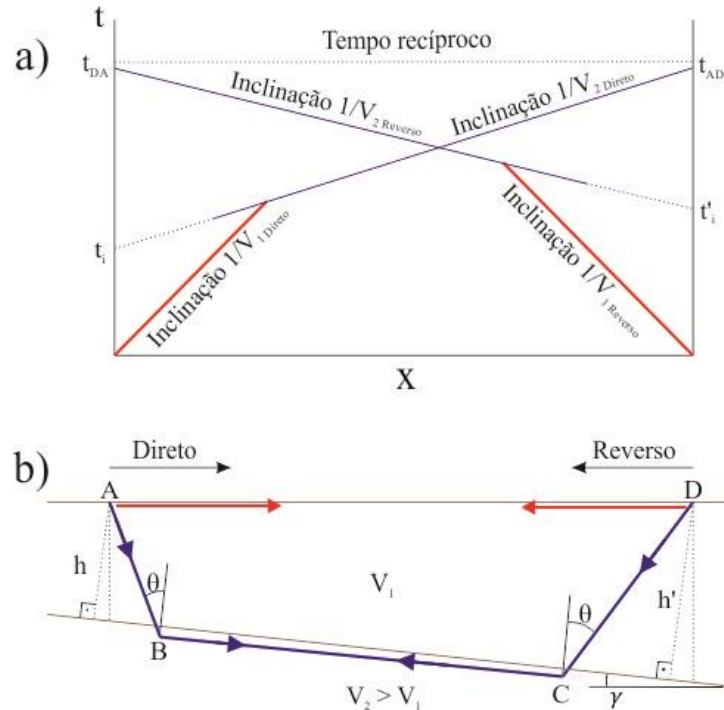 a)
t
Tempo recíproco
t_DA
t_AD
Inclinação 1/V_2 Reverso
Inclinação 1/V_2 Direto
t_i
t'_i
Inclinação 1/V_1 Direto
Inclinação 1/V_1 Reverso
X
b)
Direto
Reverso
A
D
h
θ
V_1
θ
h'
B
V_2 > V_1
C
γ